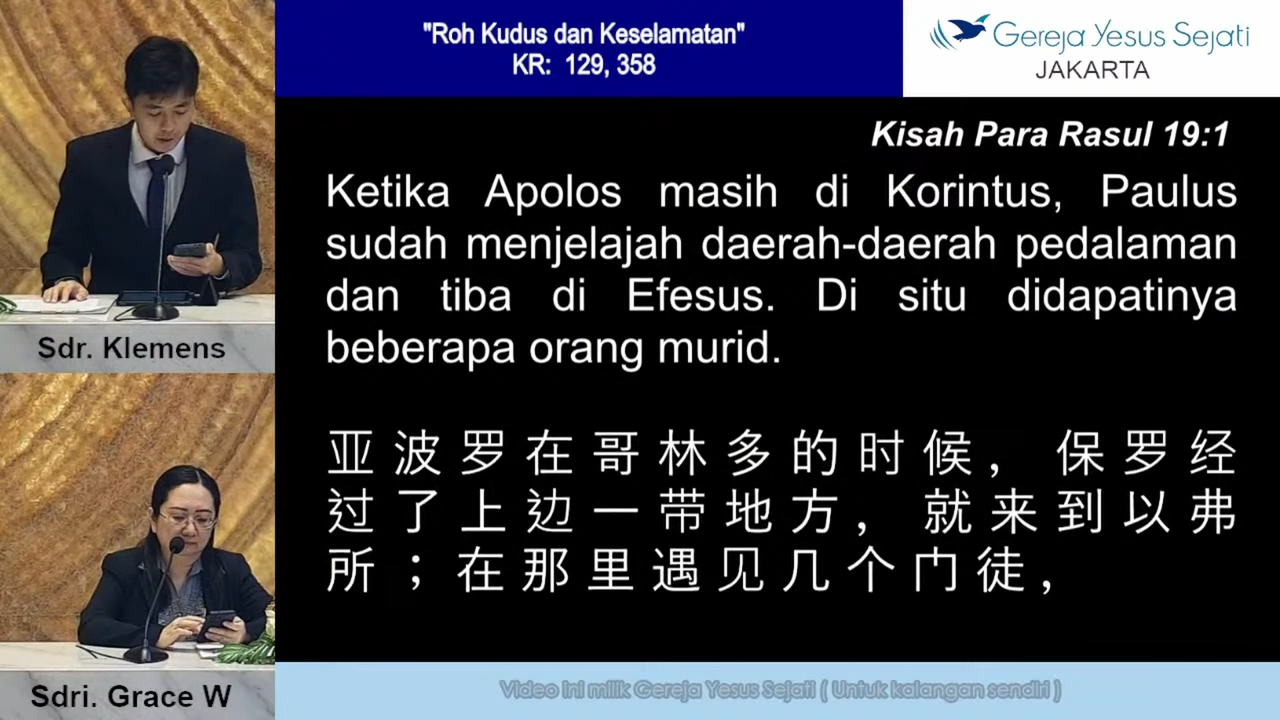 "Roh Kudus dan Keselamatan"
KR: 129, 358
Gereja Yesus Sejati
JAKARTA
Kisah Para Rasul 19:1
Ketika Apolos masih di Korintus, Paulus
sudah menjelajah daerah-daerah pedalaman
dan tiba di Efesus. Di situ didapatinya
beberapa orang murid.
亚波罗在哥林多的时候，保罗经
过了上边一带地方，就来到以弗
所；在那里遇见几个门徒，
Sdr. Klemens
Sdri. Grace W
Video ini milik Gereja Yesus Sejati ( Untuk kalangan sendiri )